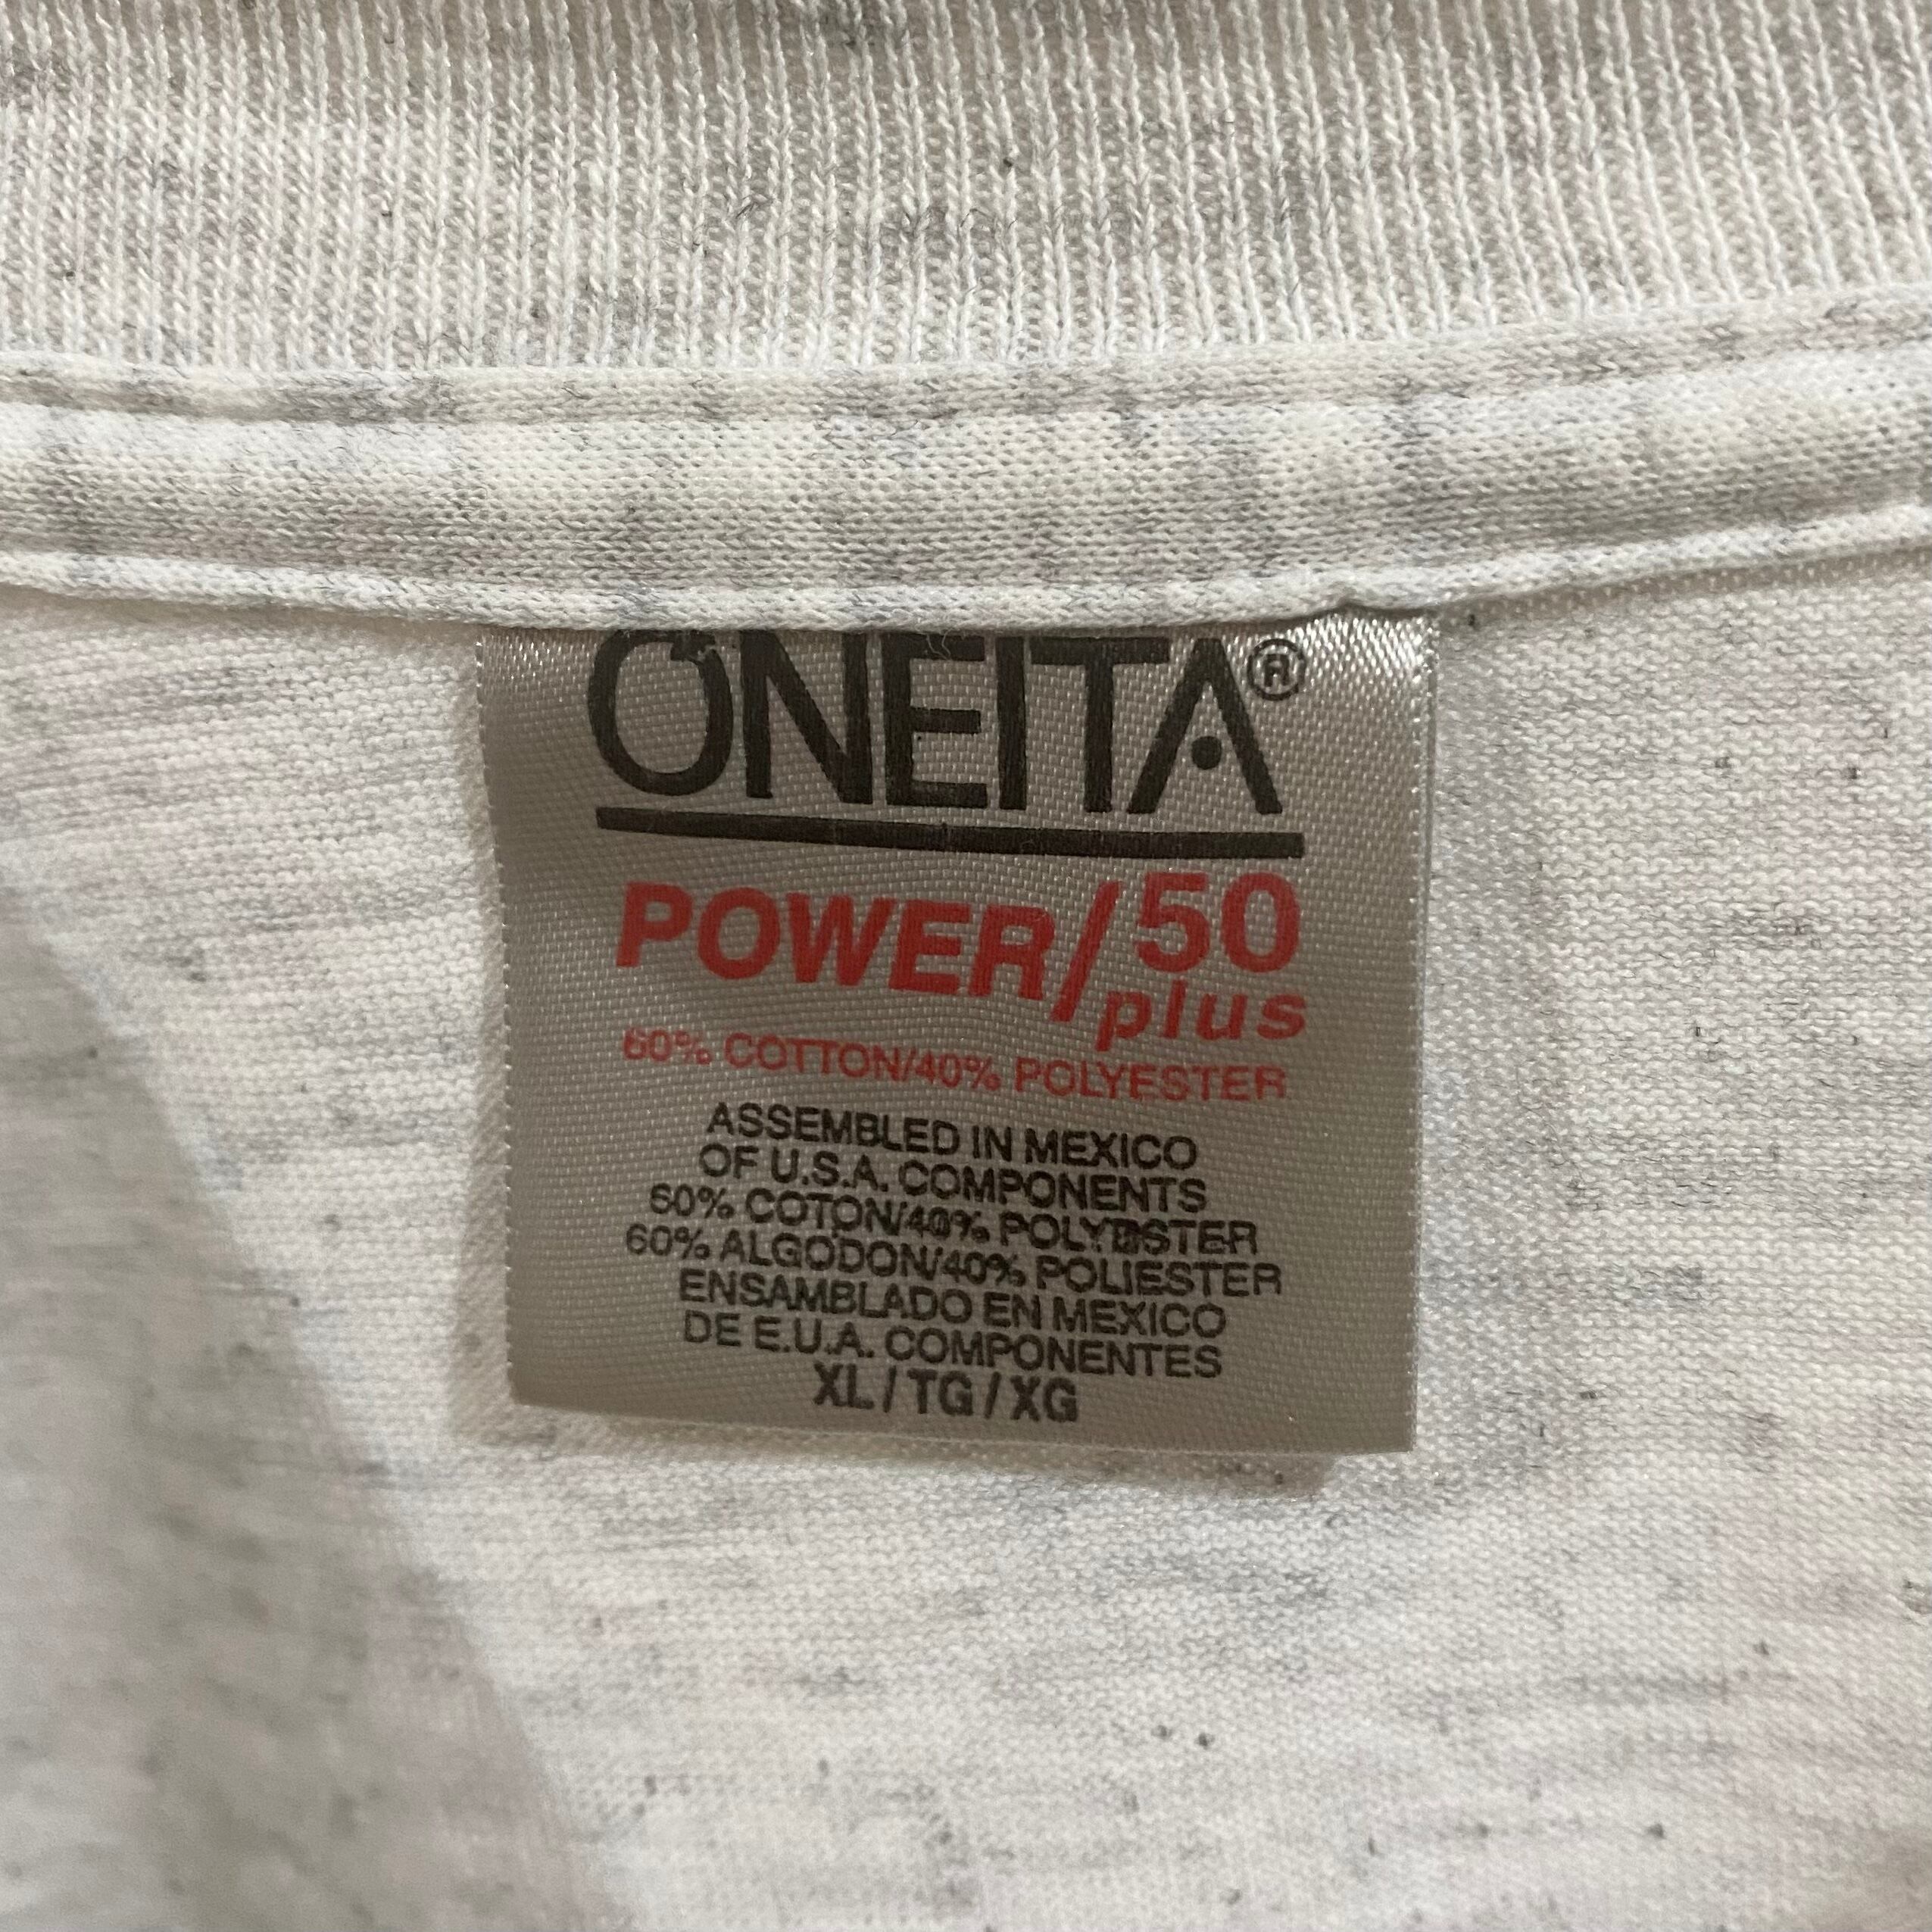 ONEITA®
POWER/50
plus
60% COTTON/40% POLYESTER
ASSEMBLED IN MEXICO
OF U.S.A. COMPONENTS
60% COTON/40% POLYESTER
60% ALGODON/40% POLIESTER
ENSAMBLADO EN MEXICO
DE E.U.A. COMPONENTES
XL / TG / XG